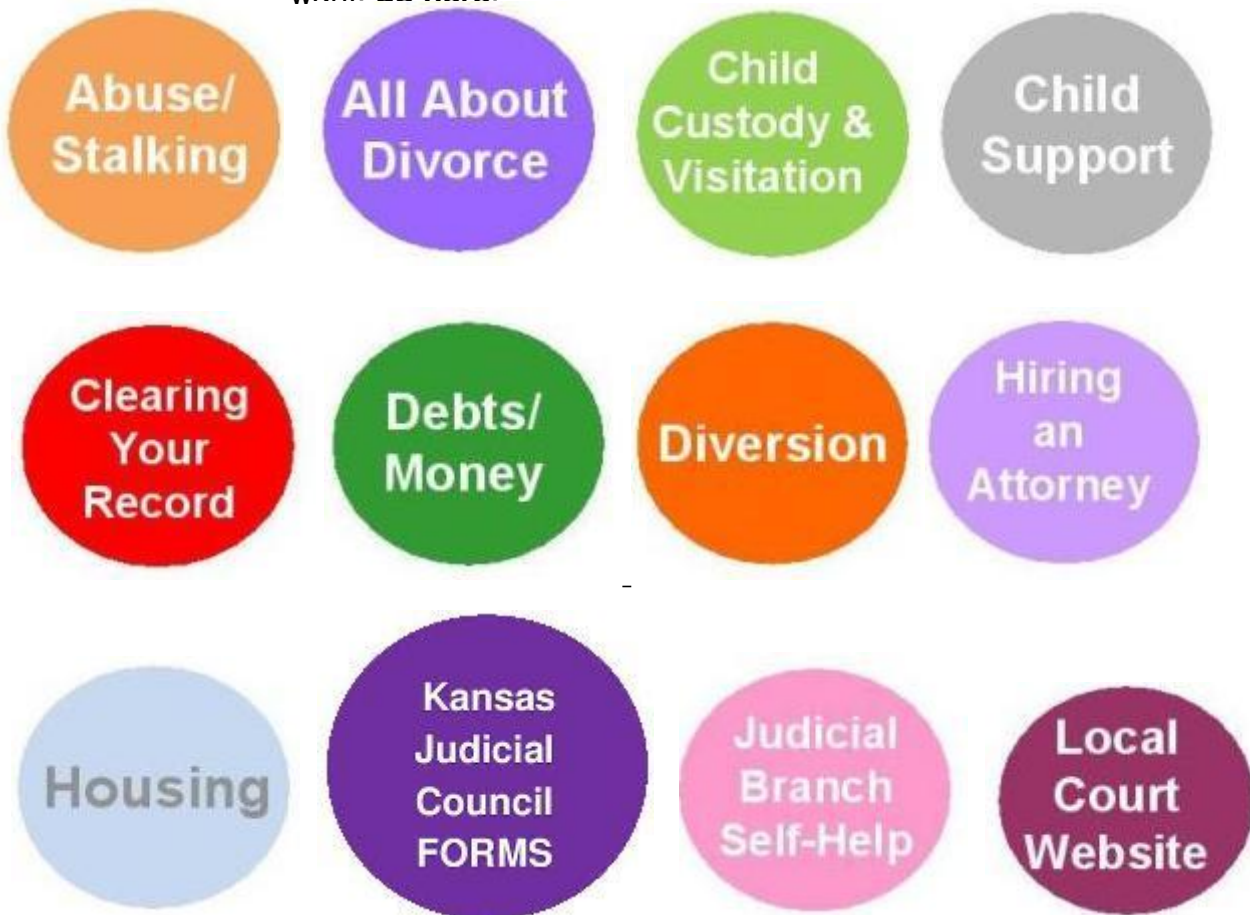 Abuse/
Stalking
All About
Divorce
Child
Custody &
Visitation
Child
Support
Clearing
Your
Record
Debts/
Money
Diversion
Hiring
an
Attorney
-
Housing
Kansas
Judicial
Council
FORMS
Judicial
Branch
Self-Help
Local
Court
Website